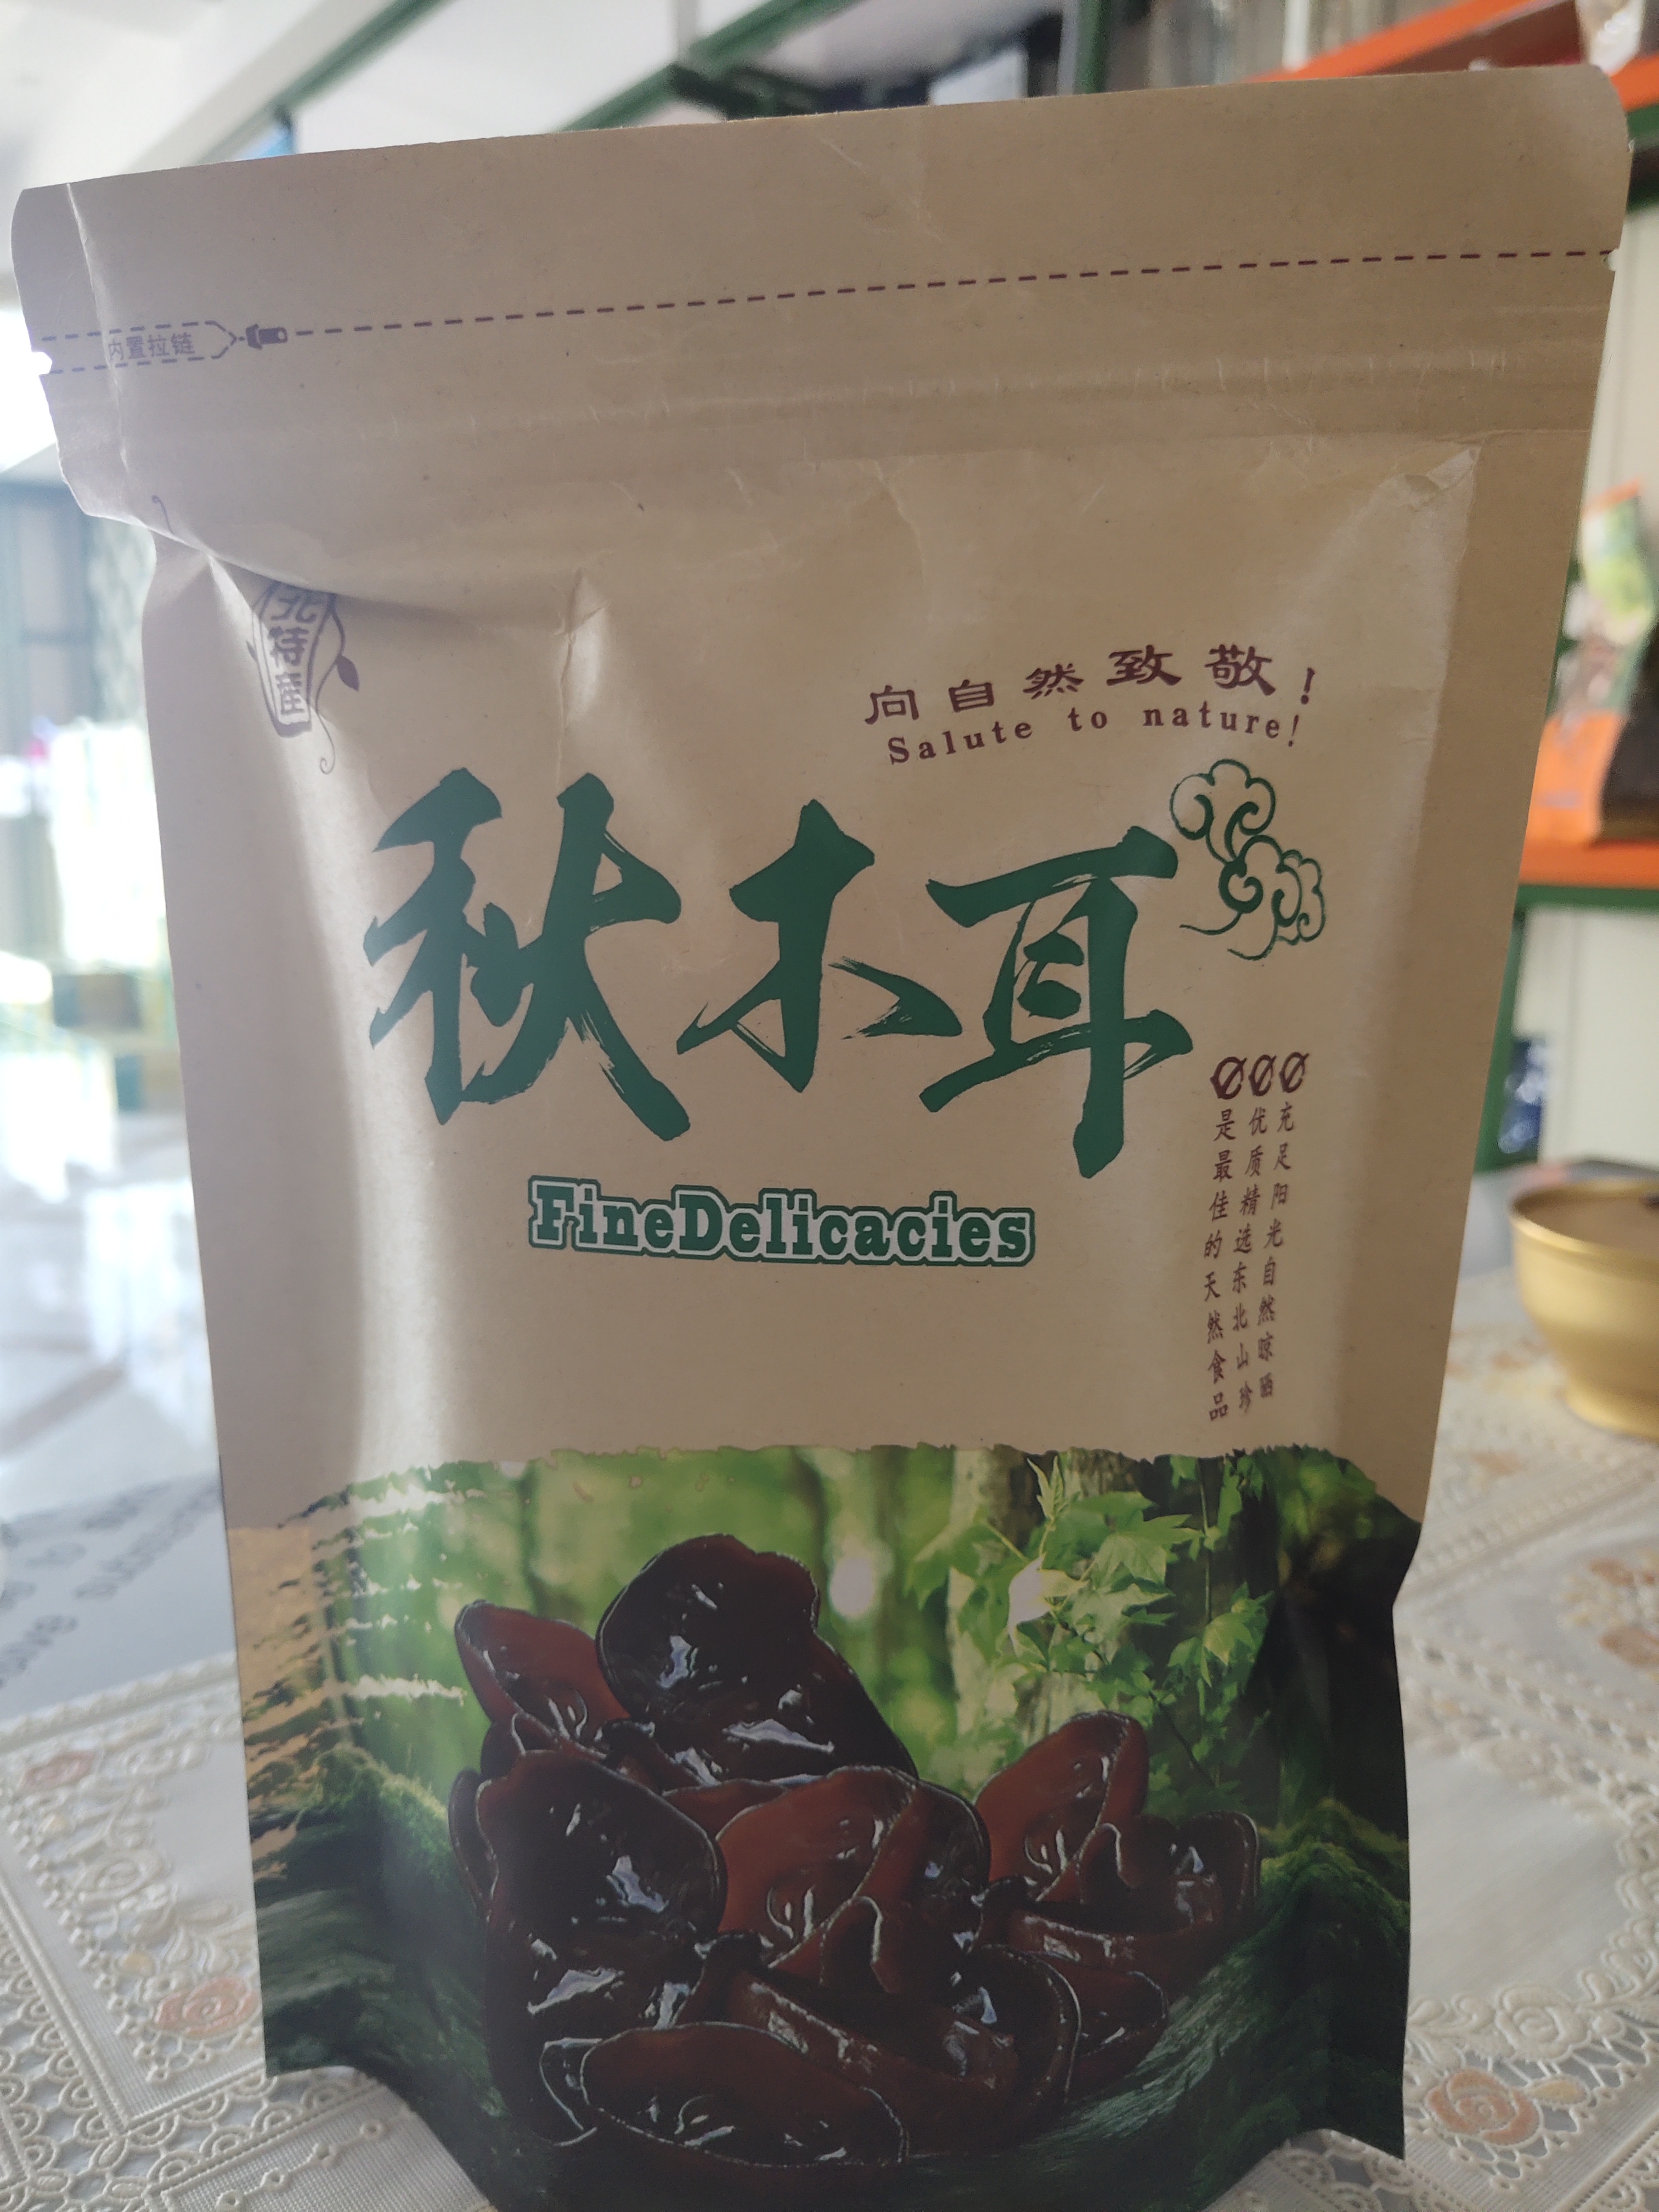 内置拉链
北特产
向自然致敬!
Salute to nature!
秋木耳
FineDelicacies
充足阳光自然晾晒
优质精选东北山珍
是最佳的天然食品